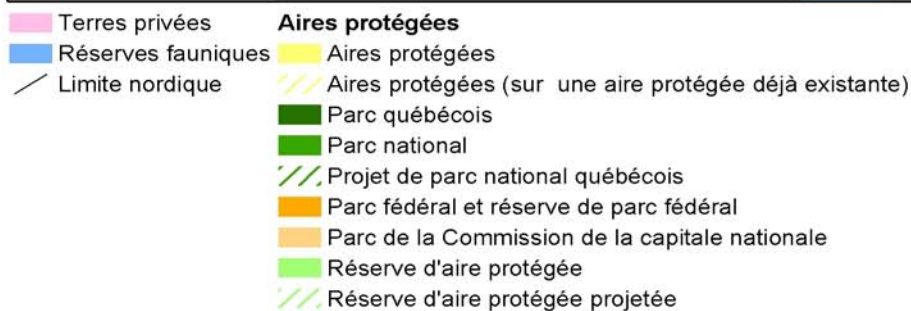 Terres privées
Réserves fauniques
Limite nordique
Aires protégées
Aires protégées
Aires protégées (sur une aire protégée déjà existante)
Parc québécois
Parc national
Projet de parc national québécois
Parc fédéral et réserve de parc fédéral
Parc de la Commission de la capitale nationale
Réserve d'aire protégée
Réserve d'aire protégée projetée